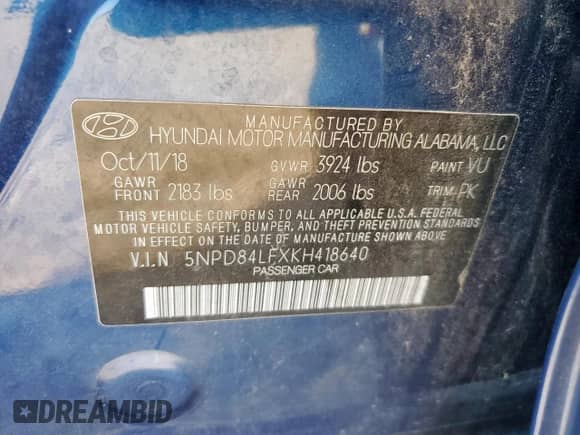 MANUFACTURED BY
HYUNDAI MOTOR MANUFACTURING ALABAMA, LLC
Oct/11/18 GVWR 3924 lbs PAINT VU
GAWR FRONT 2183 lbs GAWR REAR 2006 lbs TRIM PK
THIS VEHICLE CONFORMS TO ALL APPLICABLE U.S.A. FEDERAL
MOTOR VEHICLE SAFETY, BUMPER, AND THEFT PREVENTION STANDARDS
IN EFFECT ON THE DATE OF MANUFACTURE SHOWN ABOVE.
V.I.N 5NPD84LFXKH418640
PASSENGER CAR
DREAMBID